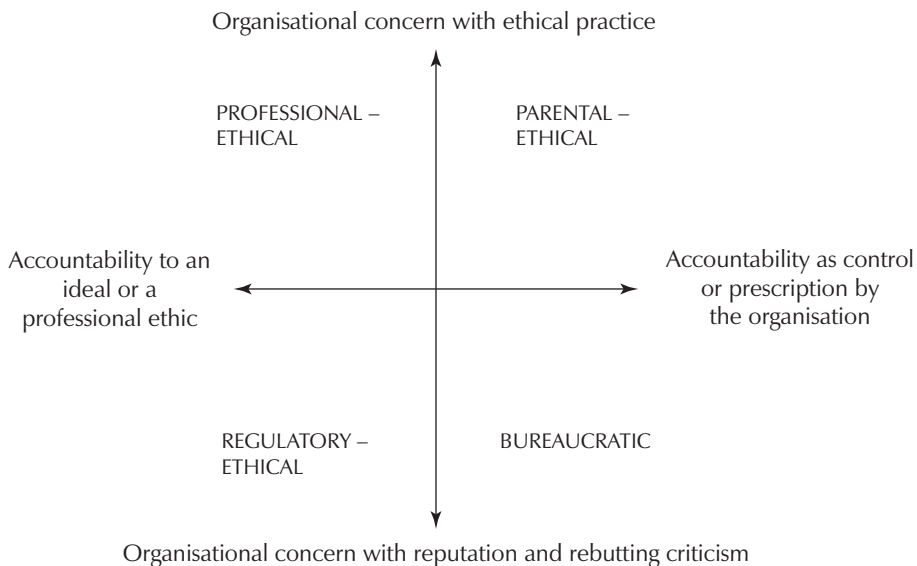 Organisational concern with ethical practice
PROFESSIONAL –
ETHICAL
PARENTAL –
ETHICAL
Accountability to an
ideal or a
professional ethic
Accountability as control
or prescription by
the organisation
REGULATORY –
ETHICAL
BUREAUCRATIC
Organisational concern with reputation and rebutting criticism